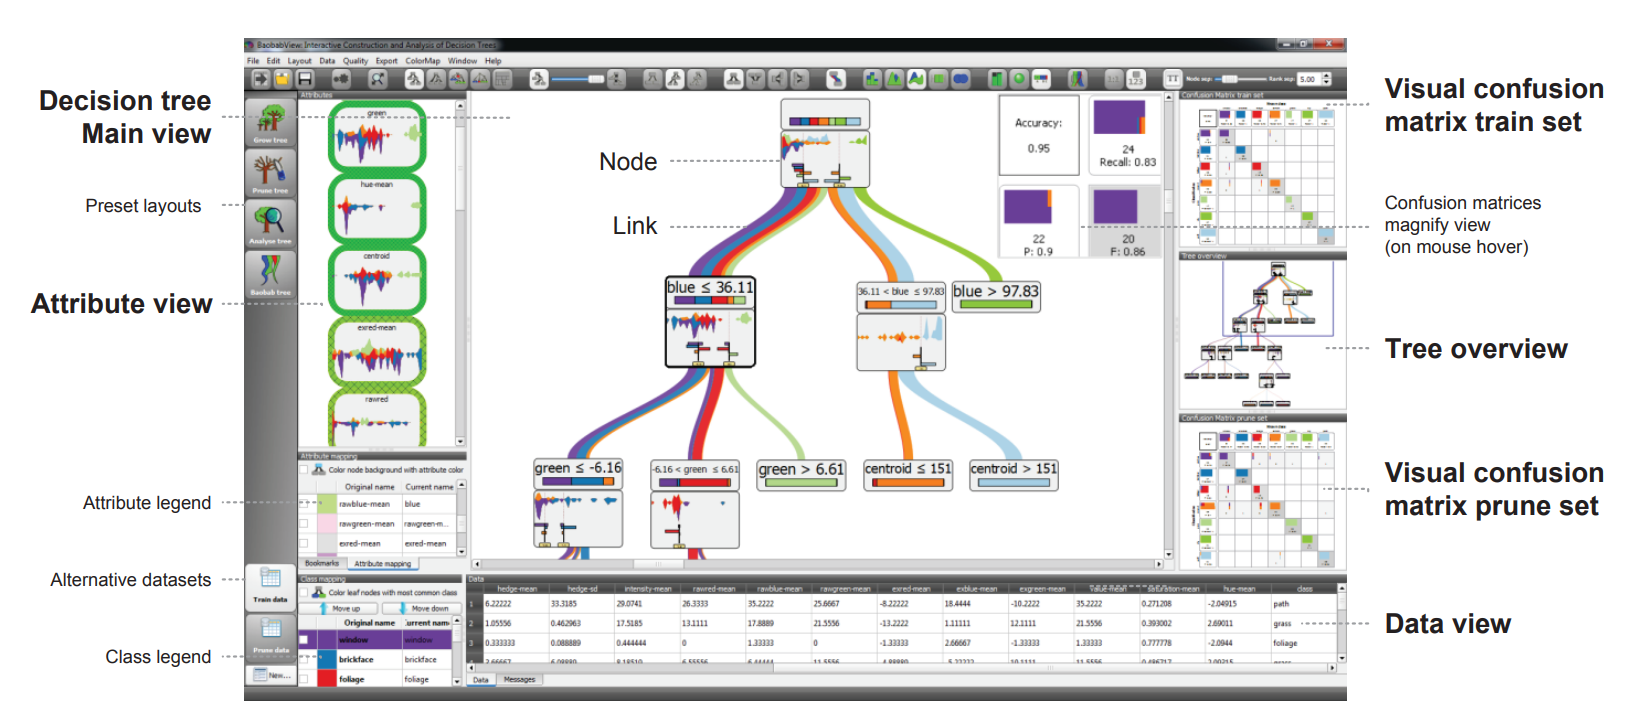 BaobabView: Interactive Construction and Analysis of Decision Trees
File Edit Layout Data Quality Export ColorMap Window Help
1:1 123 TT Node sep: Rank sep: 5.00
Decision tree
Main view
Preset layouts
Attribute view
Attribute legend
Alternative datasets
Class legend
Grow tree
Prune tree
Analyse tree
Baobab tree
Train data
Prune data
New...
Attributes
green
hue-mean
centroid
exred-mean
rawred
Attribute mapping
Color node background with attribute color
Original name Current name
rawblue-mean blue
rawgreen-mean rawgreen-m...
exred-mean exred-mean
Bookmarks Attribute mapping
Class mapping
Color leaf nodes with most common class
Move up Move down
Original name
window window
brickface brickface
foliage foliage
Node
Link
blue ≤ 36.11
36.11 < blue ≤ 97.83
blue > 97.83
green ≤ -6.16
-6.16 < green ≤ 6.61
green > 6.61
centroid ≤ 151
centroid > 151
Accuracy:
0.95
24
Recall: 0.83
22
P: 0.9
20
F: 0.86
Confusion Matrix train set
Tree overview
Confusion Matrix prune set
Data
hedge-mean hedge-sd intensity-mean rawred-mean rawblue-mean rawgreen-mean exred-mean exblue-mean exgreen-mean value-mean saturation-mean hue-mean class
1 6.22222 33.3185 29.0741 26.3333 35.2222 25.6667 -8.22222 18.4444 -10.2222 35.2222 0.271208 -2.04915 path
2 1.05556 0.462963 17.5185 13.1111 17.8889 21.5556 -13.2222 1.11111 12.1111 21.5556 0.393002 2.69011 grass
3 0.333333 0.088889 0.444444 0 1.33333 0 -1.33333 2.66667 -1.33333 1.33333 0.777778 -2.0944 foliage
Data Messages
Visual confusion
matrix train set
Confusion matrices
magnify view
(on mouse hover)
Tree overview
Visual confusion
matrix prune set
Data view